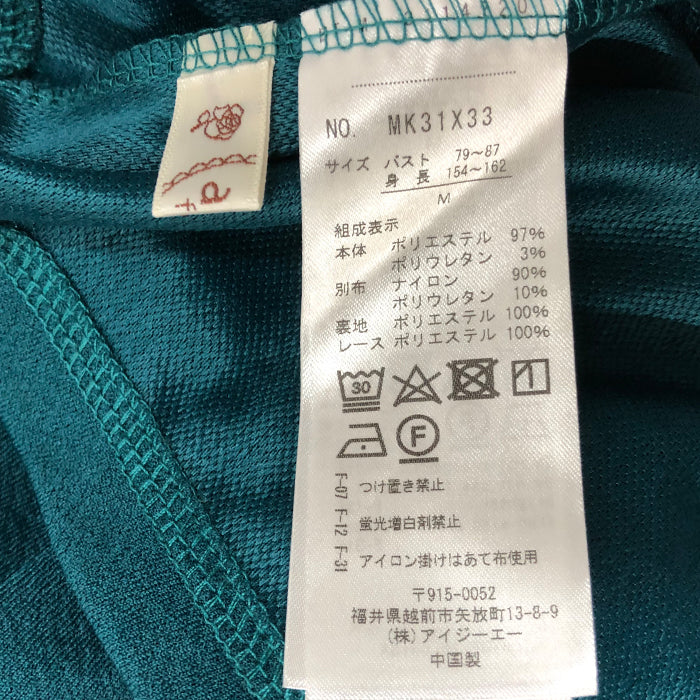 NO. MK31X33
サイズ バスト 79〜87
身長 154〜162
M
組成表示
本体 ポリエステル 97%
ポリウレタン 3%
別布 ナイロン 90%
ポリウレタン 10%
裏地 ポリエステル 100%
レース ポリエステル 100%
30
1
F
F-07 つけ置き禁止
F-12 蛍光増白剤禁止
F-31 アイロン掛けはあて布使用
〒915-0052
福井県越前市矢放町13-8-9
(株)アイジーエー
中国製